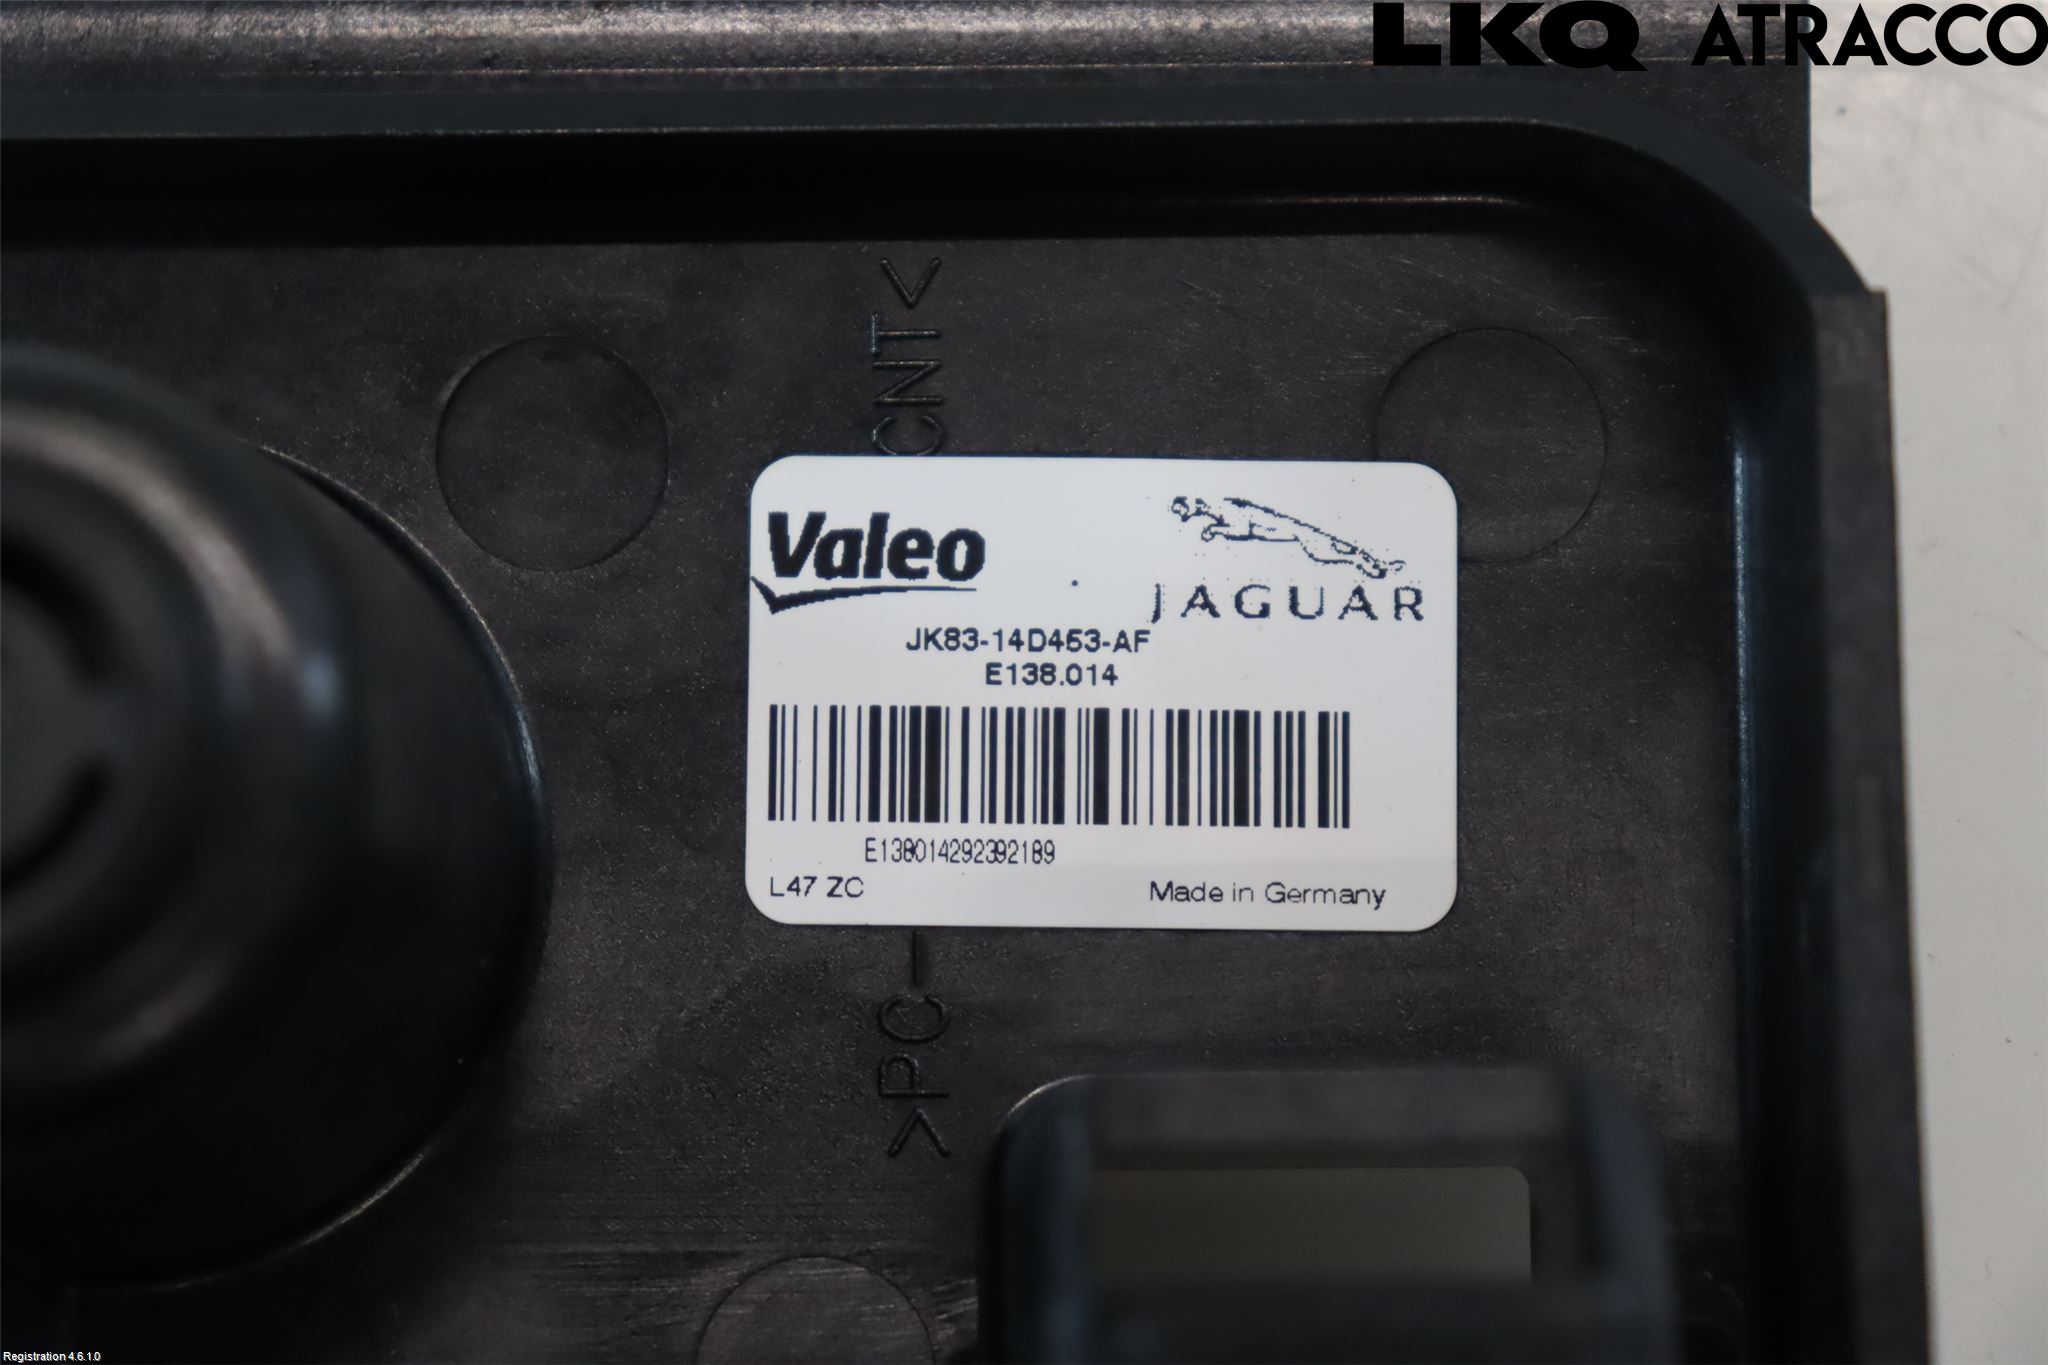 LKQ ATRACCO
CNT<
Valeo
JAGUAR
JK83-14D453-AF
E138.014
E138014292392189
L47 ZC
Made in Germany
>PC-
Registration 4.6.1.0